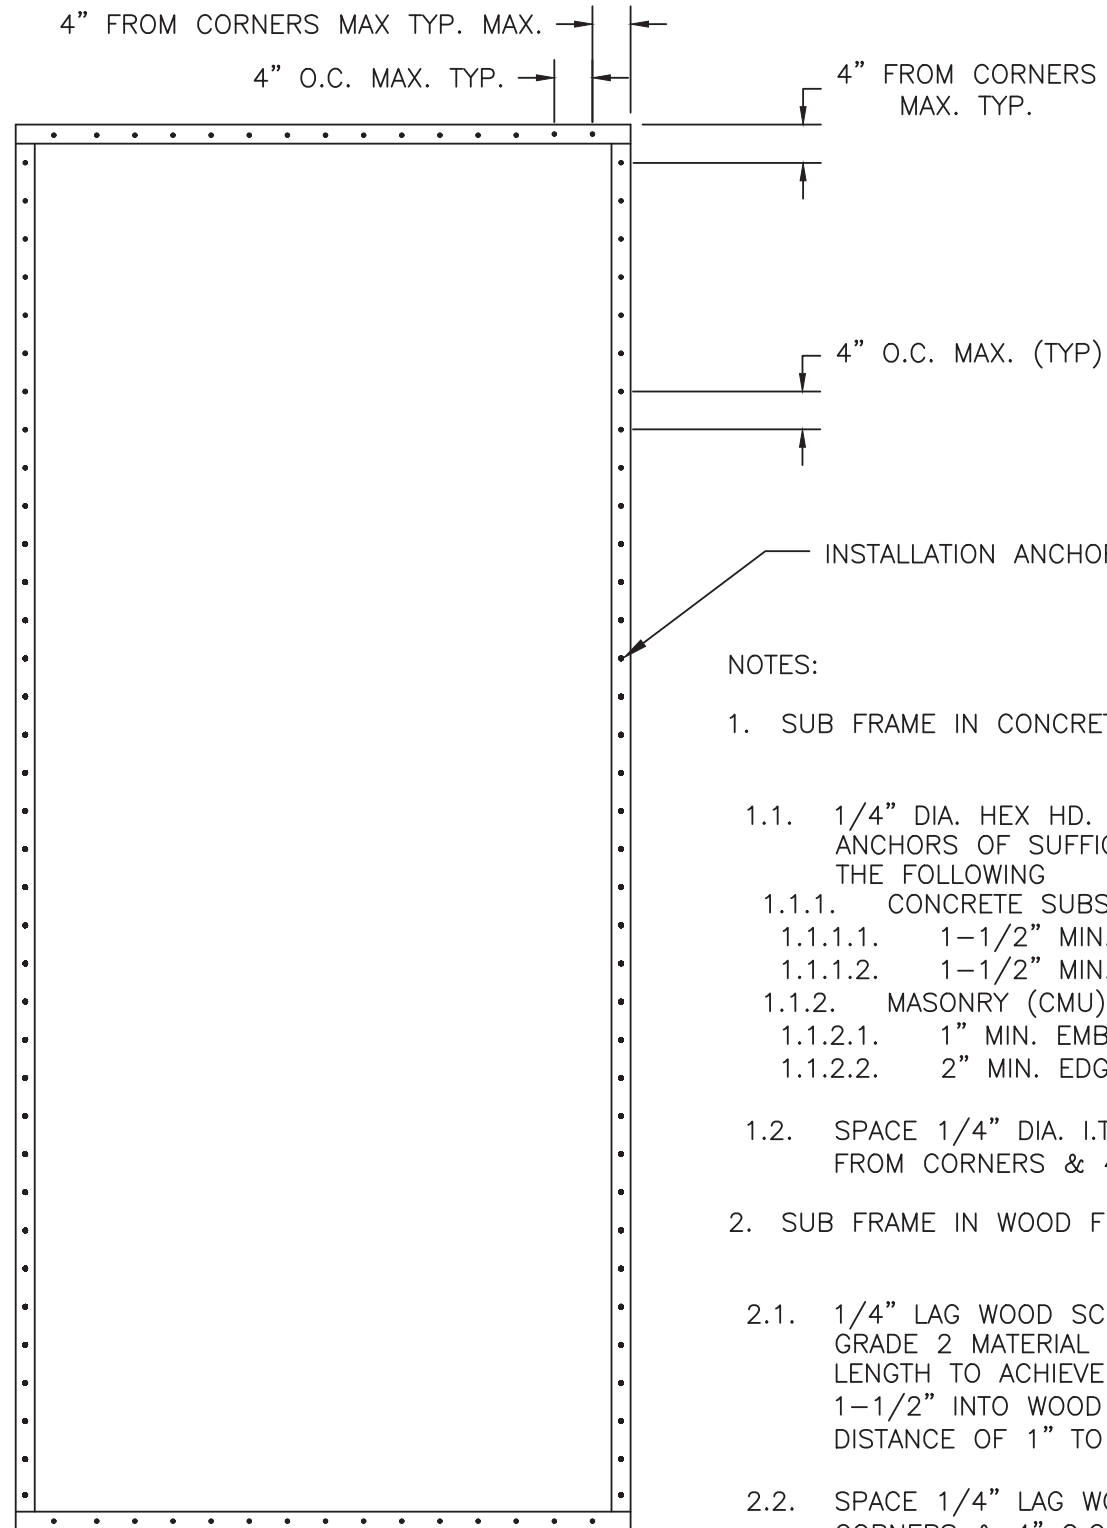 4” FROM CORNERS MAX TYP. MAX.
4” O.C. MAX. TYP.
4” FROM CORNERS
MAX. TYP.
4” O.C. MAX. (TYP)
INSTALLATION
NOTES:
1. SUB FRAME IN
1.1. 1/4” DIA. HEX HD.
ANCHORS OF
THE FOLLOWING
1.1.1. CONCRETE
1.1.1.1. 1–1/2” MIN.
1.1.1.2. 1–1/2” MIN.
1.1.2. MASONRY (CMU)
1.1.2.1. 1” MIN.
1.1.2.2. 2” MIN.
1.2. SPACE 1/4” DIA.
FROM CORNERS &
2. SUB FRAME IN WOOD
2.1. 1/4” LAG WOOD
GRADE 2 MATERIAL
LENGTH TO ACHIEVE
1–1/2” INTO WOOD
DISTANCE OF 1” TO
2.2. SPACE 1/4” LAG